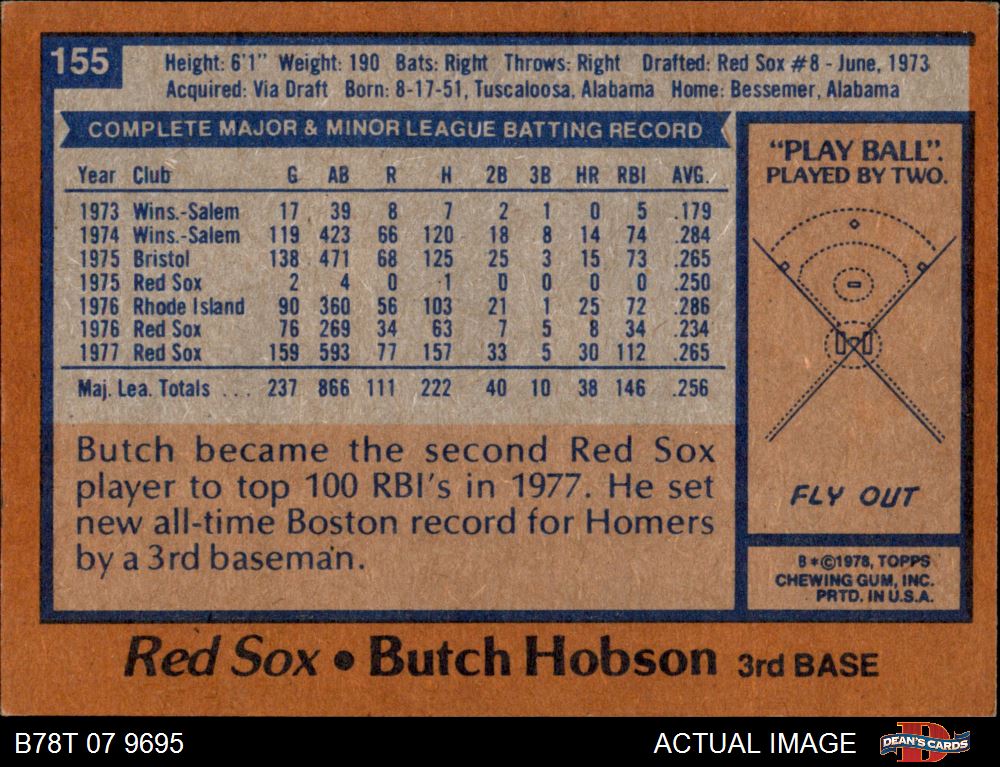 155
Height: 6'1" Weight: 190 Bats: Right Throws: Right Drafted: Red Sox #8 - June, 1973
Acquired: Via Draft Born: 8-17-51, Tuscaloosa, Alabama Home: Bessemer, Alabama
COMPLETE MAJOR & MINOR LEAGUE BATTING RECORD
Year Club G AB R H 2B 3B HR RBI AVG.
1973 Wins.-Salem 17 39 8 7 2 1 0 5 .179
1974 Wins.-Salem 119 423 66 120 18 8 14 74 .284
1975 Bristol 138 471 68 125 25 3 15 73 .265
1975 Red Sox 2 4 0 1 0 0 0 0 .250
1976 Rhode Island 90 360 56 103 21 1 25 72 .286
1976 Red Sox 76 269 34 63 7 5 8 34 .234
1977 Red Sox 159 593 77 157 33 5 30 112 .265
Maj. Lea. Totals ... 237 866 111 222 40 10 38 146 .256
Butch became the second Red Sox
player to top 100 RBI's in 1977. He set
new all-time Boston record for Homers
by a 3rd baseman.
"PLAY BALL".
PLAYED BY TWO.
FLY OUT
B*©1978, TOPPS
CHEWING GUM, INC.
PRTD. IN U.S.A.
Red Sox • Butch Hobson 3rd BASE
B78T 07 9695
ACTUAL IMAGE
DEAN'S CARDS